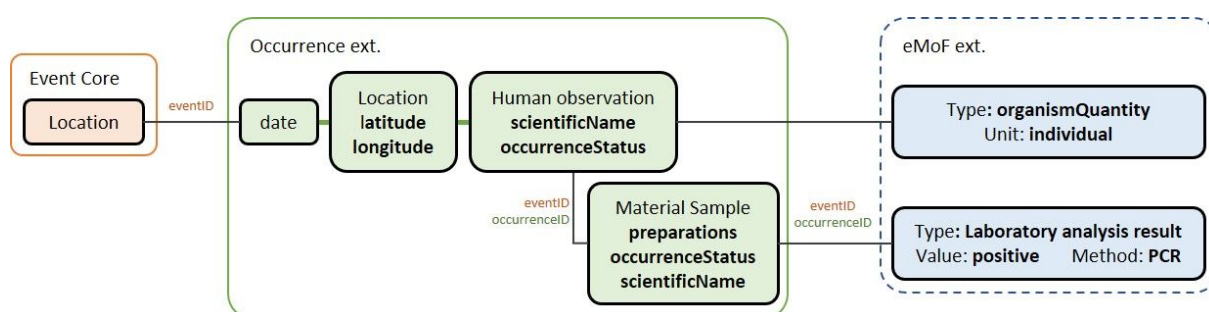 Occurrence ext.
eMoF ext.
Event Core
Location
eventID
date
Location
latitude
longitude
Human observation
scientificName
occurrenceStatus
Type: organismQuantity
Unit: individual
eventID
occurrenceID
Material Sample
preparations
occurrenceStatus
scientificName
eventID
occurrenceID
Type: Laboratory analysis result
Value: positive Method: PCR